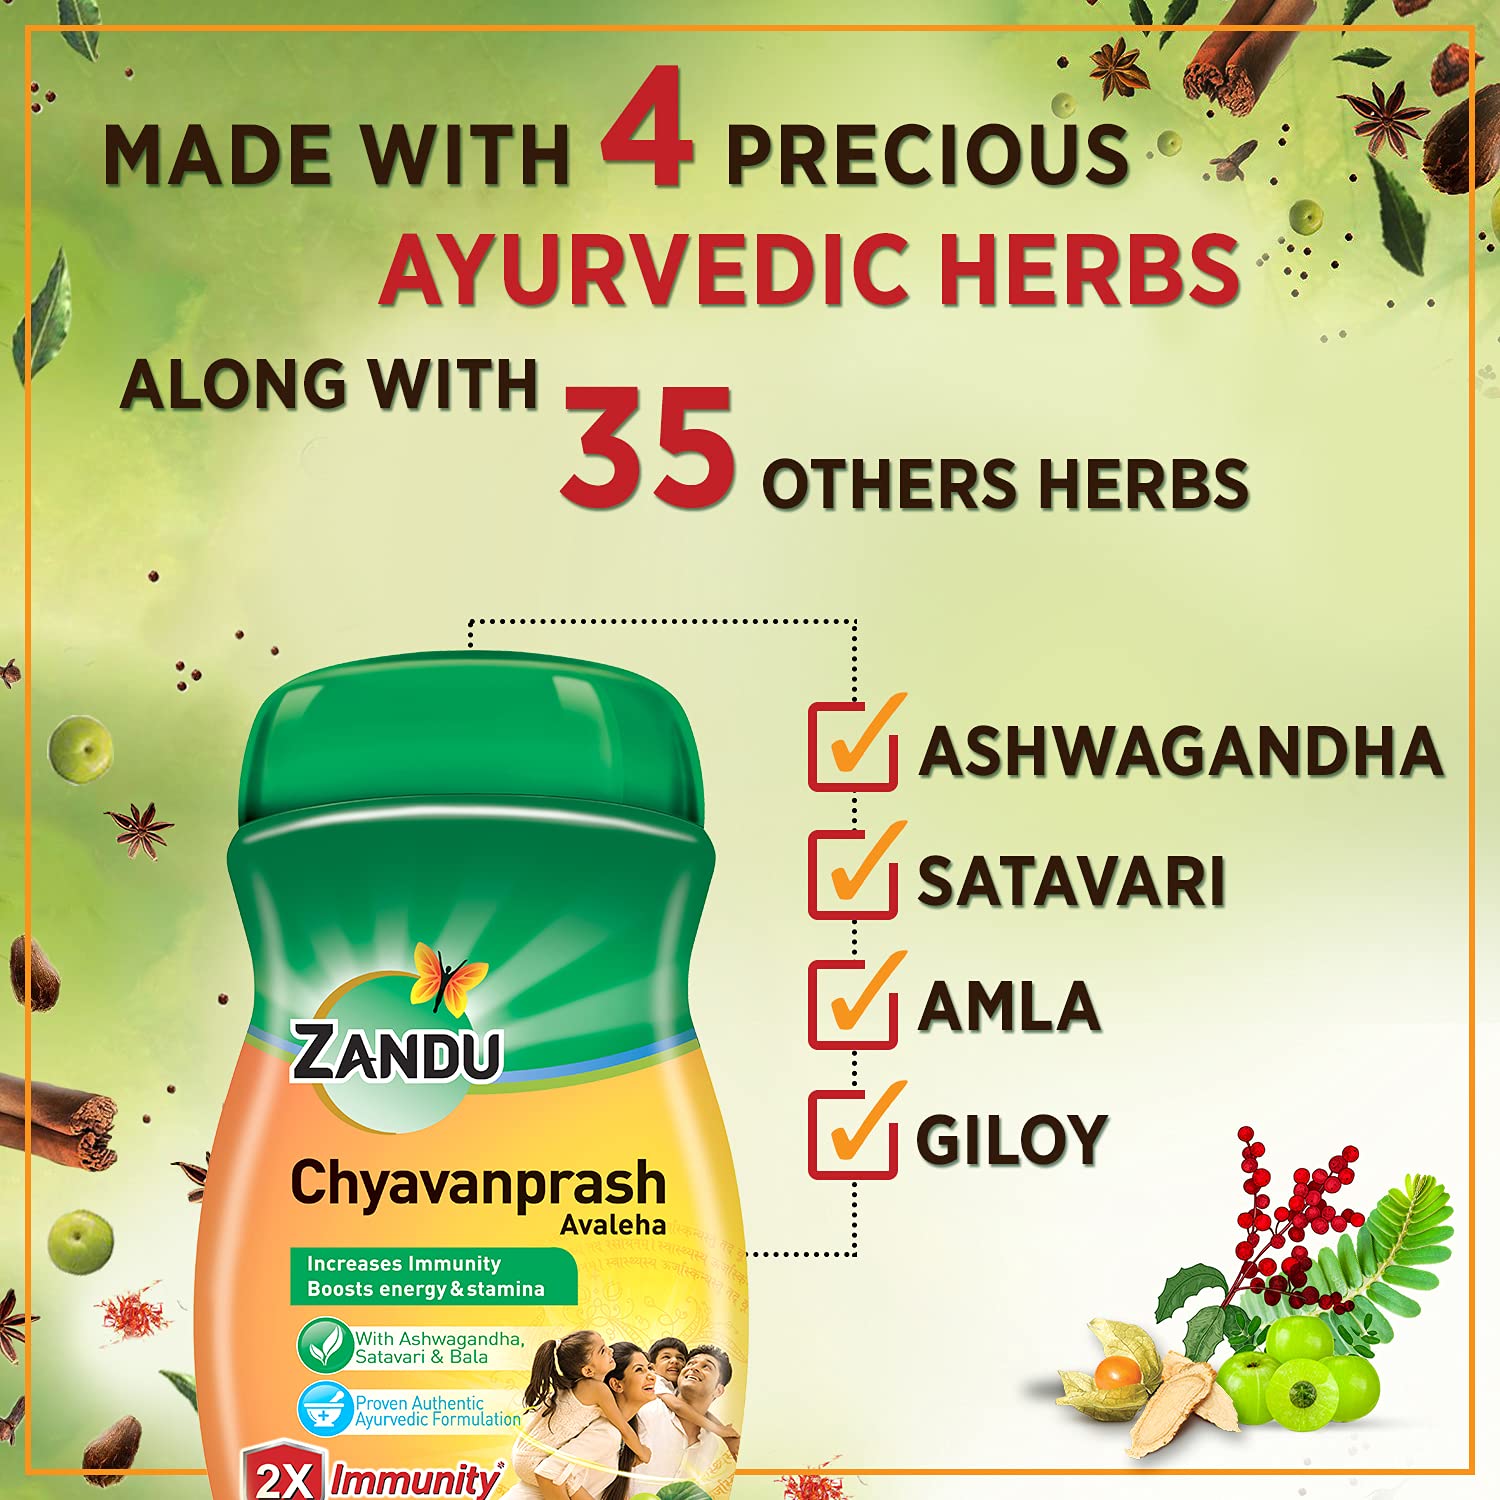 MADE WITH 4 PRECIOUS
AYURVEDIC HERBS
ALONG WITH 35 OTHERS HERBS
ASHWAGANDHA
SATAVARI
AMLA
GILOY
ZANDU
Chyavanprash
Avaleha
Increases Immunity
Boosts energy & stamina
With Ashwagandha,
Satavari & Bala
Proven Authentic
Ayurvedic Formulation
2X Immunity*